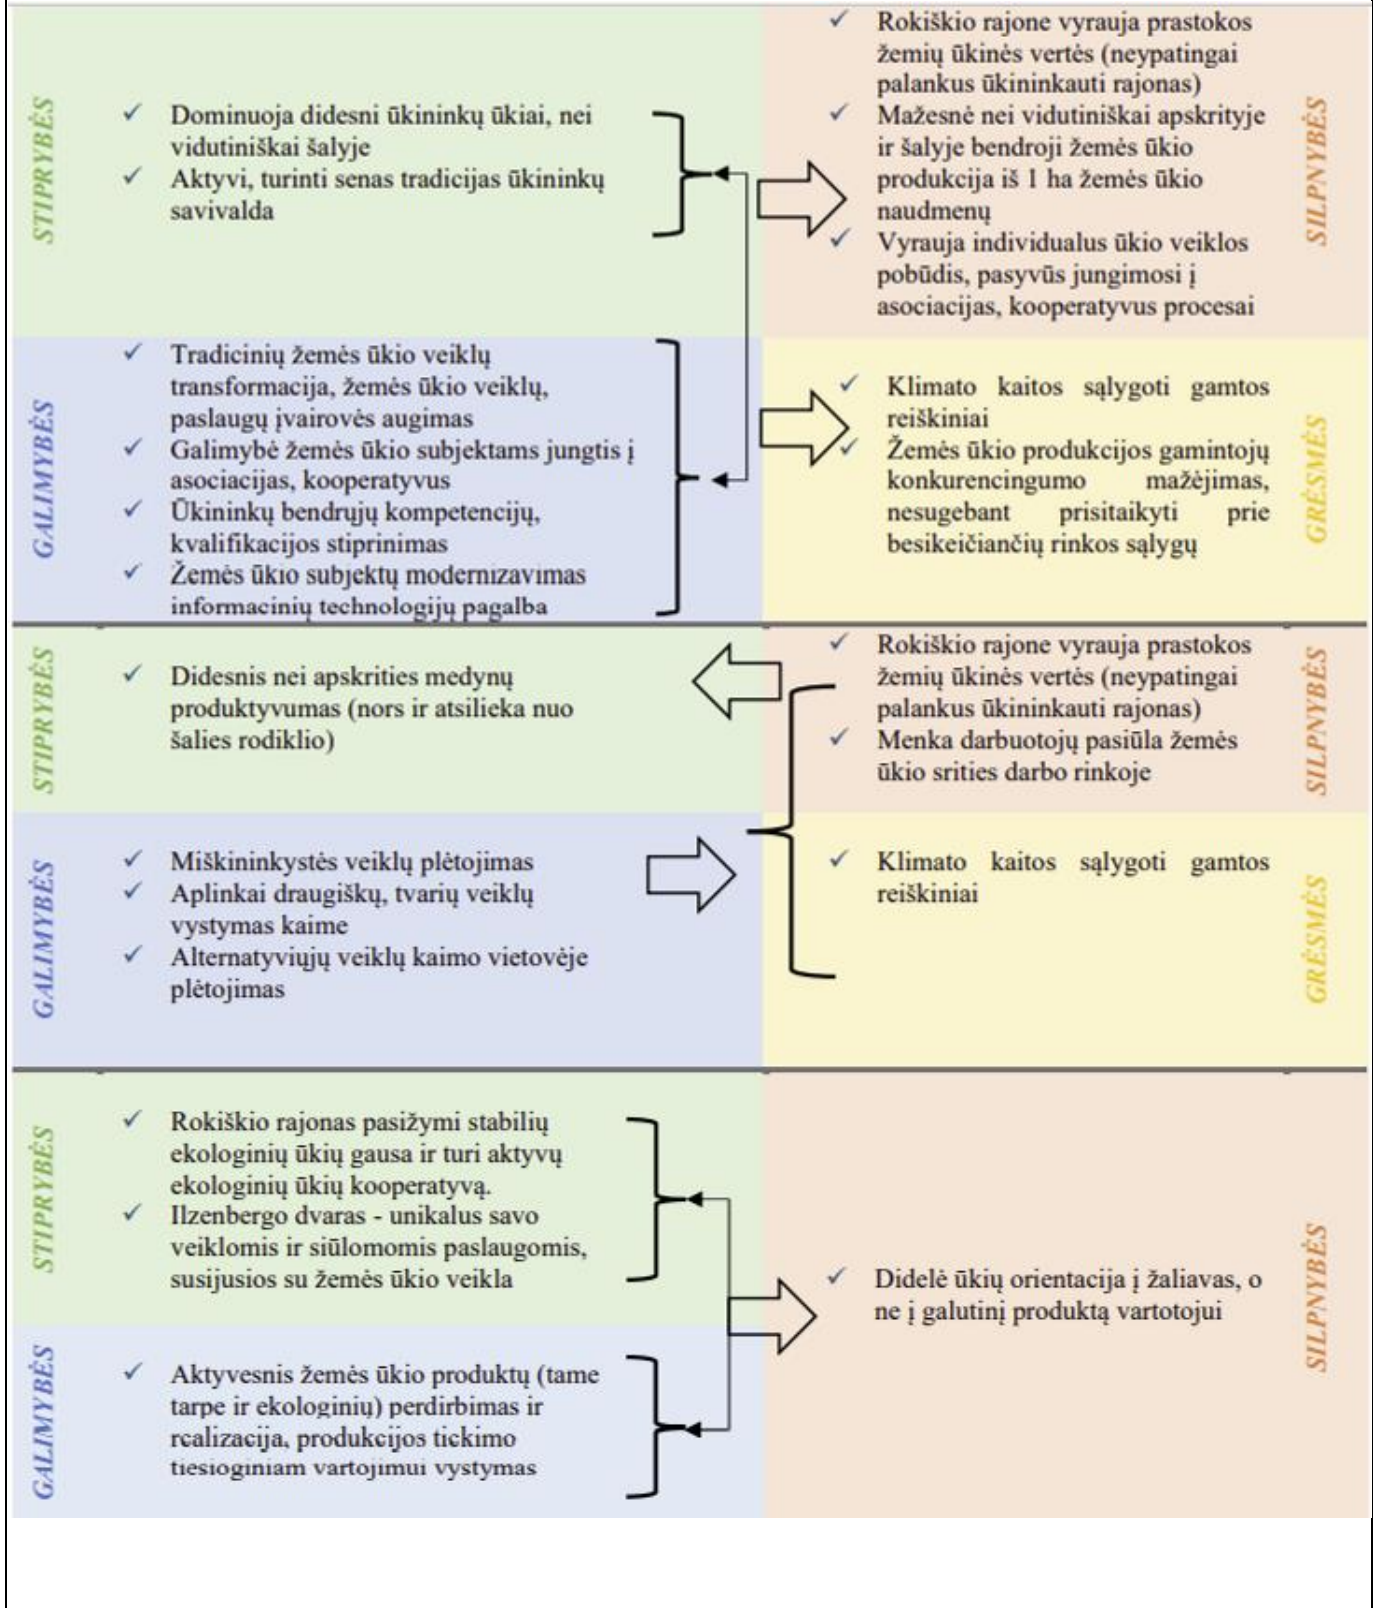 STIPRYBĖS
Dominuoja didesni ūkininkų ūkiai, nei
vidutiniškai šalyje
Aktyvi, turinti senas tradicijas ūkininkų
savivalda
Rokiškio rajone vyrauja prastokos
žemių ūkinės vertės (neypatingai
palankus ūkininkauti rajonas)
Mažesnė nei vidutiniškai apskrityje
ir šalyje bendroji žemės ūkio
produkcija iš 1 ha žemės ūkio
naudmenų
Vyrauja individualus ūkio veiklos
pobūdis, pasyvūs jungimosi į
asociacijas, kooperatyvus procesai
SILPNYBĖS
GALIMYBĖS
Tradicinių žemės ūkio veiklų
transformacija, žemės ūkio veiklų,
paslaugų įvairovės augimas
Galimybė žemės ūkio subjektams jungtis į
asociacijas, kooperatyvus
Ūkininkų bendrųjų kompetencijų,
kvalifikacijos stiprinimas
Žemės ūkio subjektų modernizavimas
informacinių technologijų pagalba
Klimato kaitos sąlygoti gamtos
reiškiniai
Žemės ūkio produkcijos gamintojų
konkurencingumo mažėjimas,
nesugebant prisitaikyti prie
besikeičiančių rinkos sąlygų
GRĖSMĖS
STIPRYBĖS
Didesnis nei apskrities medynų
produktyvumas (nors ir atsilieka nuo
šalies rodiklio)
Rokiškio rajone vyrauja prastokos
žemių ūkinės vertės (neypatingai
palankus ūkininkauti rajonas)
Menka darbuotojų pasiūla žemės
ūkio srities darbo rinkoje
SILPNYBĖS
GALIMYBĖS
Miškininkystės veiklų plėtojimas
Aplinkai draugiškų, tvarių veiklų
vystymas kaime
Alternatyviųjų veiklų kaimo vietovėje
plėtojimas
Klimato kaitos sąlygoti gamtos
reiškiniai
GRĖSMĖS
STIPRYBĖS
Rokiškio rajonas pasižymi stabilių
ekologinių ūkių gausa ir turi aktyvų
ekologinių ūkių kooperatyvą.
Ilzenbergo dvaras - unikalus savo
veiklomis ir siūlomomis paslaugomis,
susijusios su žemės ūkio veikla
GALIMYBĖS
Aktyvesnis žemės ūkio produktų (tame
tarpe ir ekologinių) perdirbimas ir
realizacija, produkcijos tiekimo
tiesioginiam vartojimui vystymas
Didelė ūkių orientacija į žaliavas, o
ne į galutinį produktą vartotojui
SILPNYBĖS